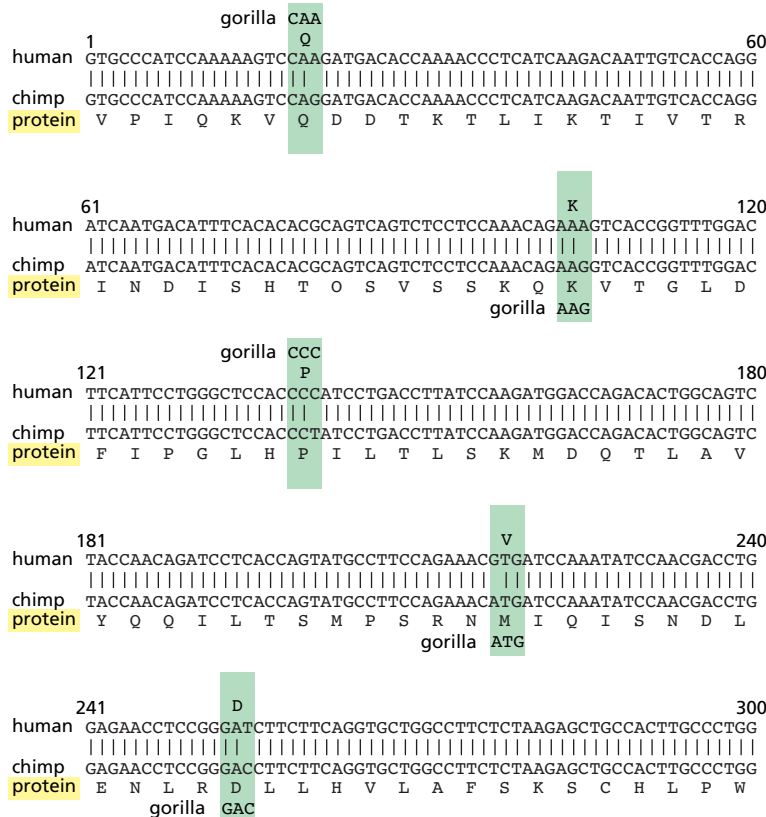 gorilla CAA
Q
1 60
human GTGCCCATCCAAAAAGTCCAAGATGACACCAAAACCCTCATCAAGACAATTGTCACCAGG
chimp GTGCCCATCCAAAAAGTCCAGGATGACACCAAAACCCTCATCAAGACAATTGTCACCAGG
protein V P I Q K V Q D D T K T L I K T I V T R
61 K 120
human ATCAATGACATTTCACACACGCAGTCAGTCTCCTCCAAACAGAAAGTCACCGGTTTGGAC
chimp ATCAATGACATTTCACACACGCAGTCAGTCTCCTCCAAACAGAAGGTCACCGGTTTGGAC
protein I N D I S H T O S V S S K Q K V T G L D
gorilla AAG
gorilla CCC
P
121 180
human TTCATTCCTGGGCTCCACCCCATCCTGACCTTATCCAAGATGGACCAGACACTGGCAGTC
chimp TTCATTCCTGGGCTCCACCCTATCCTGACCTTATCCAAGATGGACCAGACACTGGCAGTC
protein F I P G L H P I L T L S K M D Q T L A V
181 V 240
human TACCAACAGATCCTCACCAGTATGCCTTCCAGAAACGTGATCCAAATATCCAACGACCTG
chimp TACCAACAGATCCTCACCAGTATGCCTTCCAGAAACATGATCCAAATATCCAACGACCTG
protein Y Q Q I L T S M P S R N M I Q I S N D L
gorilla ATG
241 D 300
human GAGAACCTCCGGGATCTTCTTCAGGTGCTGGCCTTCTCTAAGAGCTGCCACTTGCCCTGG
chimp GAGAACCTCCGGGACCTTCTTCAGGTGCTGGCCTTCTCTAAGAGCTGCCACTTGCCCTGG
protein E N L R D L L H V L A F S K S C H L P W
gorilla GAC